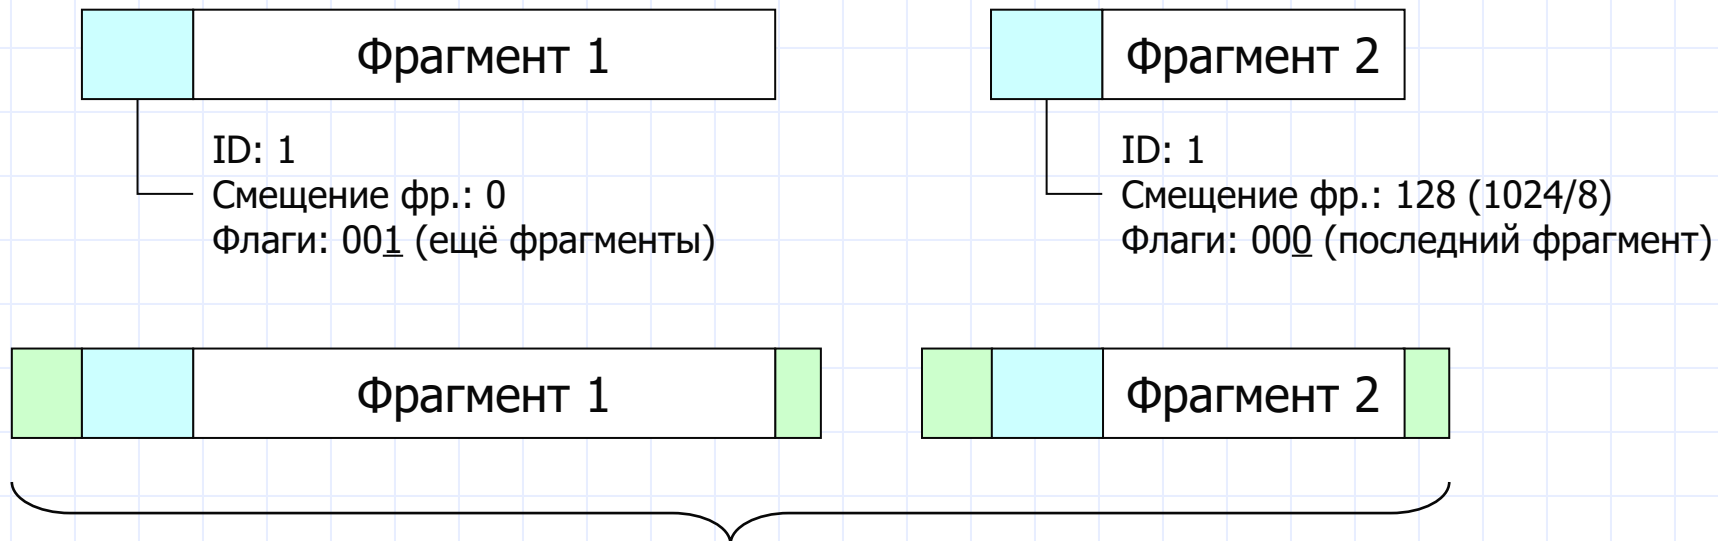 Фрагмент 1
Фрагмент 2
ID: 1
Смещение фр.: 0
Флаги: 001 (ещё фрагменты)
ID: 1
Смещение фр.: 128 (1024/8)
Флаги: 000 (последний фрагмент)
Фрагмент 1
Фрагмент 2